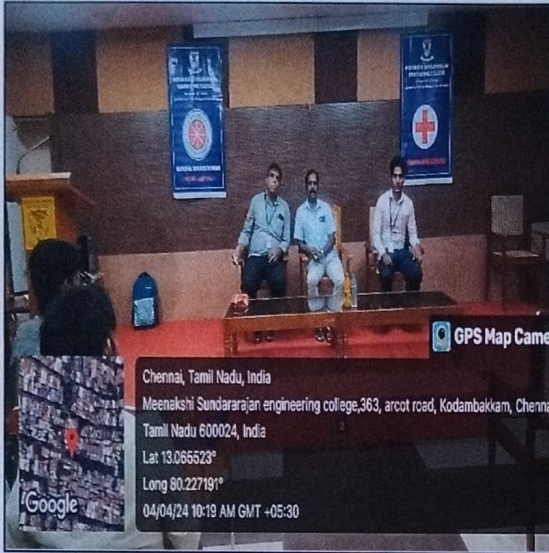 GPS Map Came
Chennai, Tamil Nadu, India
Meenakshi Sundararajan engineering college,363, arcot road, Kodambakkam, Chenna
Tamil Nadu 600024, India
Lat 13.065523°
Long 80.227191°
04/04/24 10:19 AM GMT +05:30
Google